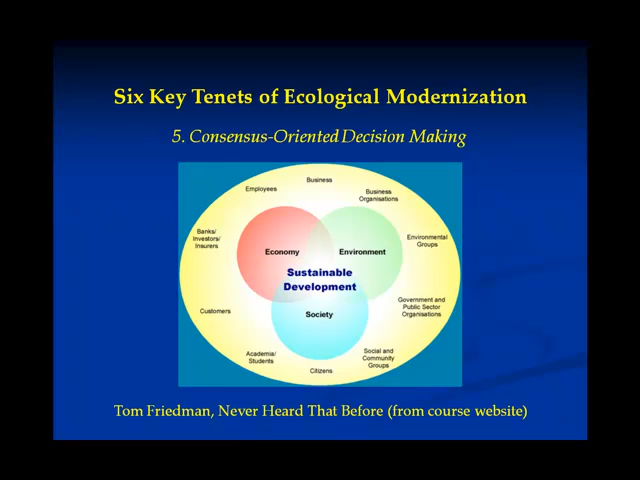 Six Key Tenets of Ecological Modernization
5. Consensus-Oriented Decision Making
Business
Employees
Business
Organisations
Banks/
Investors/
Insurers
Environmental
Groups
Economy
Environment
Sustainable
Development
Customers
Government and
Public Sector
Organisations
Society
Academia/
Students
Social and
Community
Groups
Citizens
Tom Friedman, Never Heard That Before (from course website)